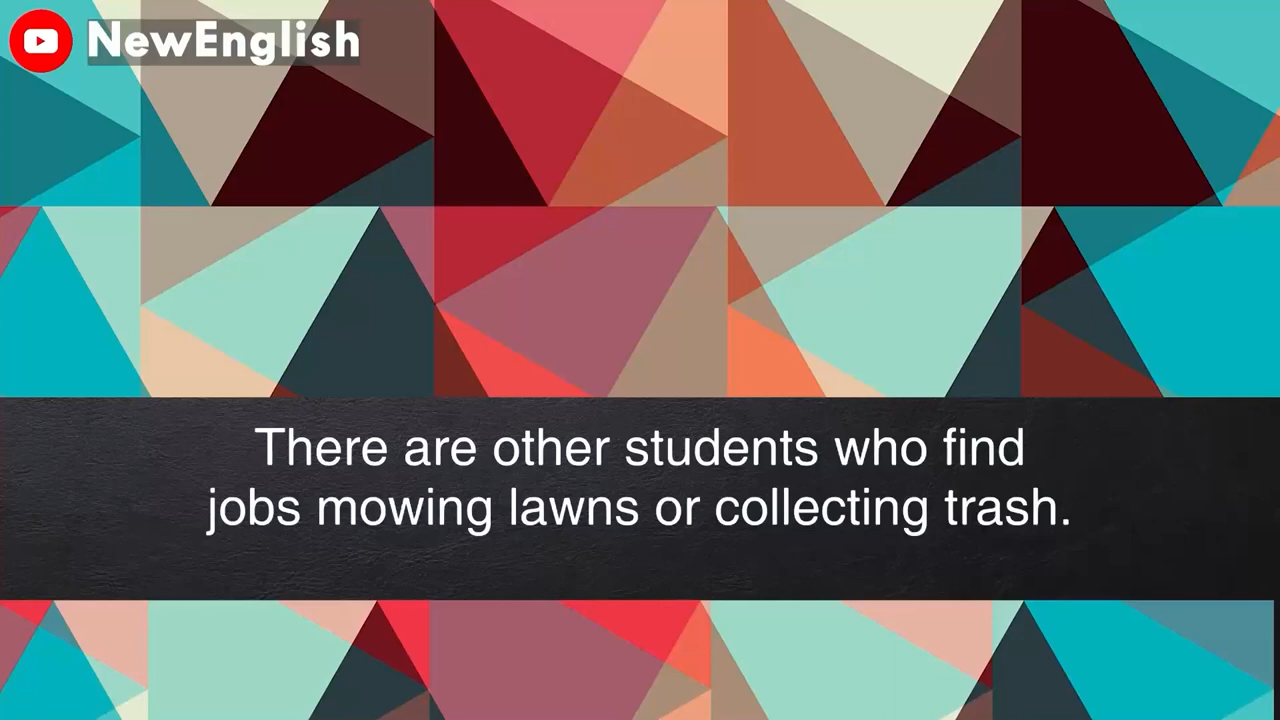 NewEnglish
There are other students who find
jobs mowing lawns or collecting trash.